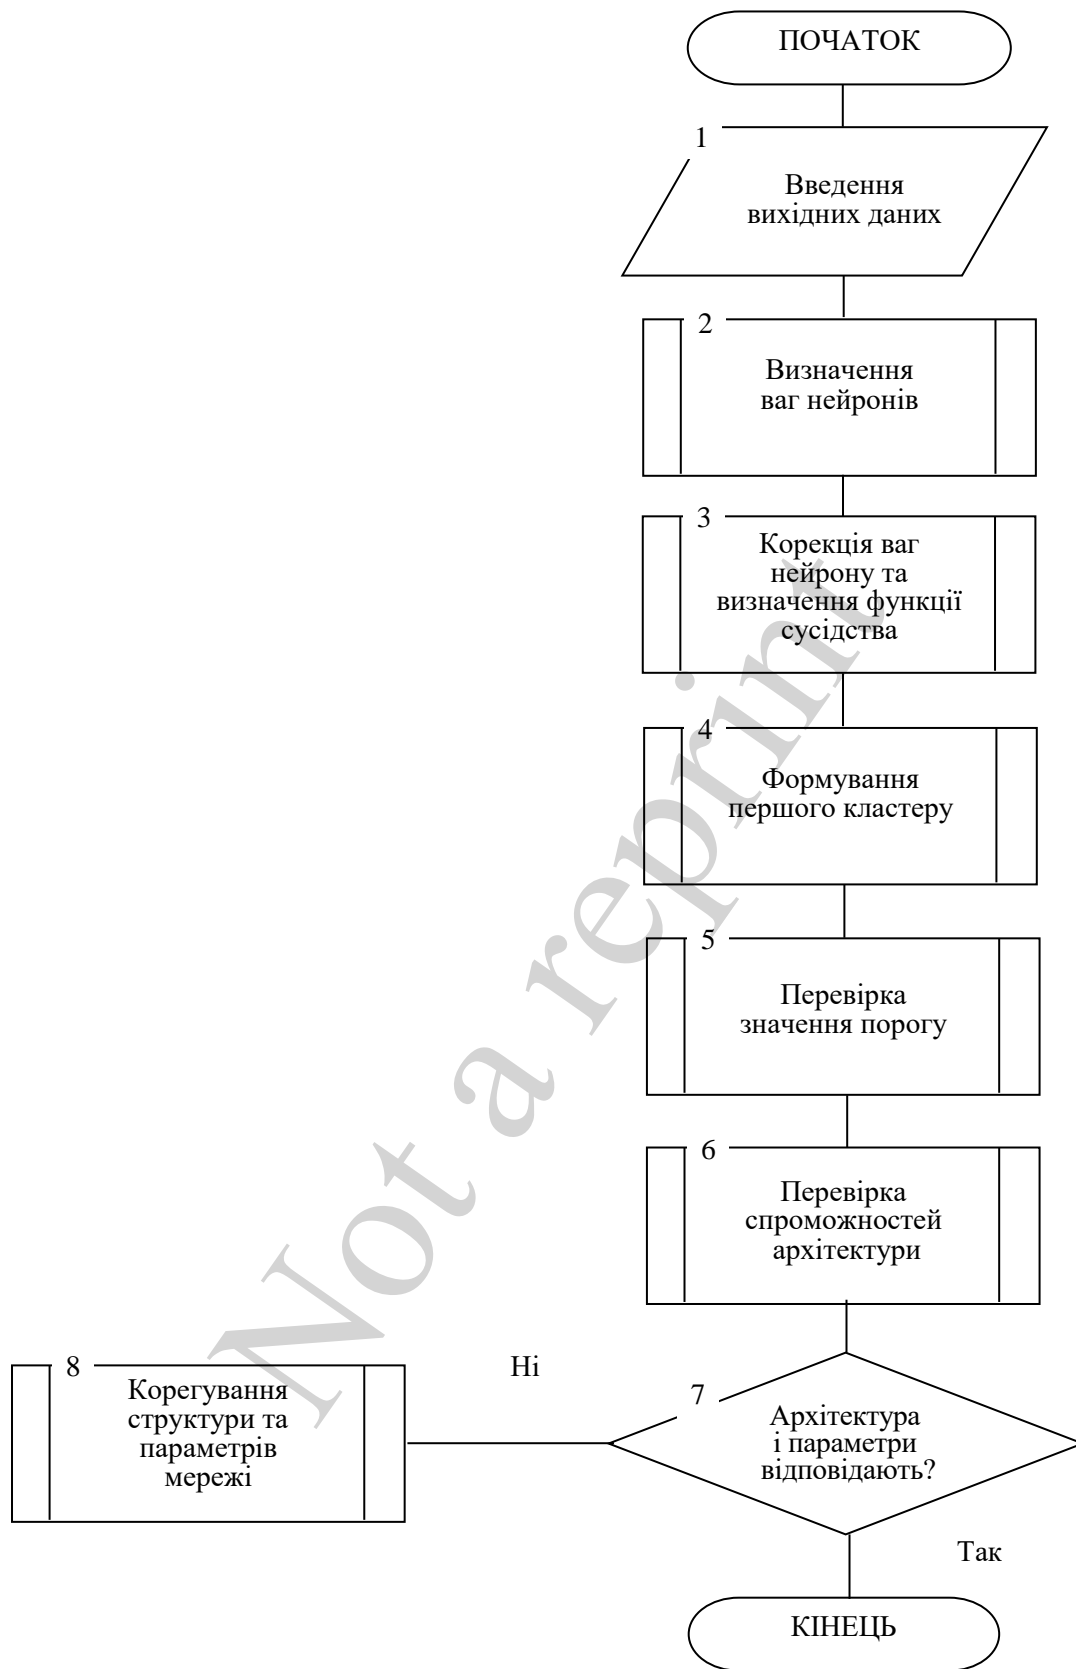 ПОЧАТОК
1
Введення
вихідних даних
2
Визначення
ваг нейронів
3
Корекція ваг
нейрону та
визначення функції
сусідства
4
Формування
першого кластеру
5
Перевірка
значення порогу
6
Перевірка
спроможностей
архітектури
8
Корегування
структури та
параметрів
мережі
Ні
7
Архітектура
і параметри
відповідають?
Так
КІНЕЦЬ
Not a reprint